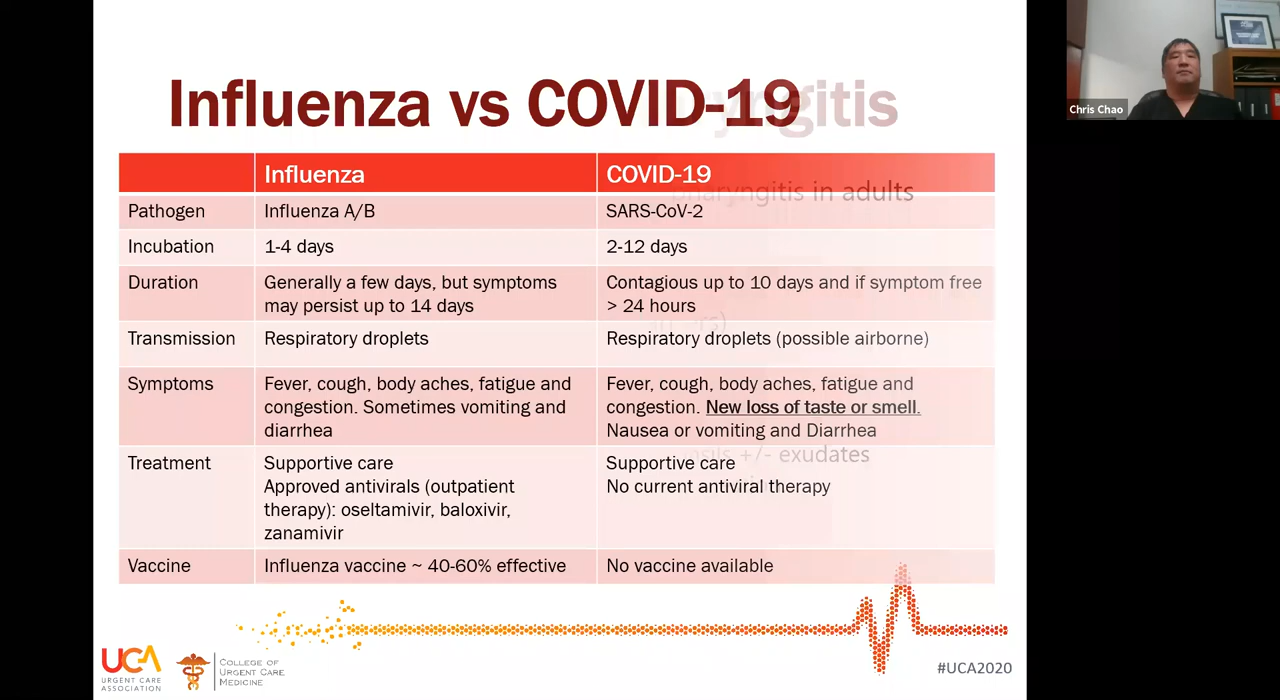 Influenza vs COVID-19
Influenza COVID-19
pharyngitis in adults
Pathogen Influenza A/B SARS-CoV-2
Incubation 1-4 days 2-12 days
Duration Generally a few days, but symptoms Contagious up to 10 days and if symptom free
may persist up to 14 days > 24 hours
Transmission Respiratory droplets Respiratory droplets (possible airborne)
Symptoms Fever, cough, body aches, fatigue and Fever, cough, body aches, fatigue and
congestion. Sometimes vomiting and congestion. New loss of taste or smell.
diarrhea Nausea or vomiting and Diarrhea
+/- exudates
Treatment Supportive care Supportive care
Approved antivirals (outpatient No current antiviral therapy
therapy): oseltamivir, baloxivir,
zanamivir
Vaccine Influenza vaccine ~ 40-60% effective No vaccine available
UCA
URGENT CARE
ASSOCIATION
COLLEGE OF
URGENT CARE
MEDICINE
#UCA2020
Chris Chao